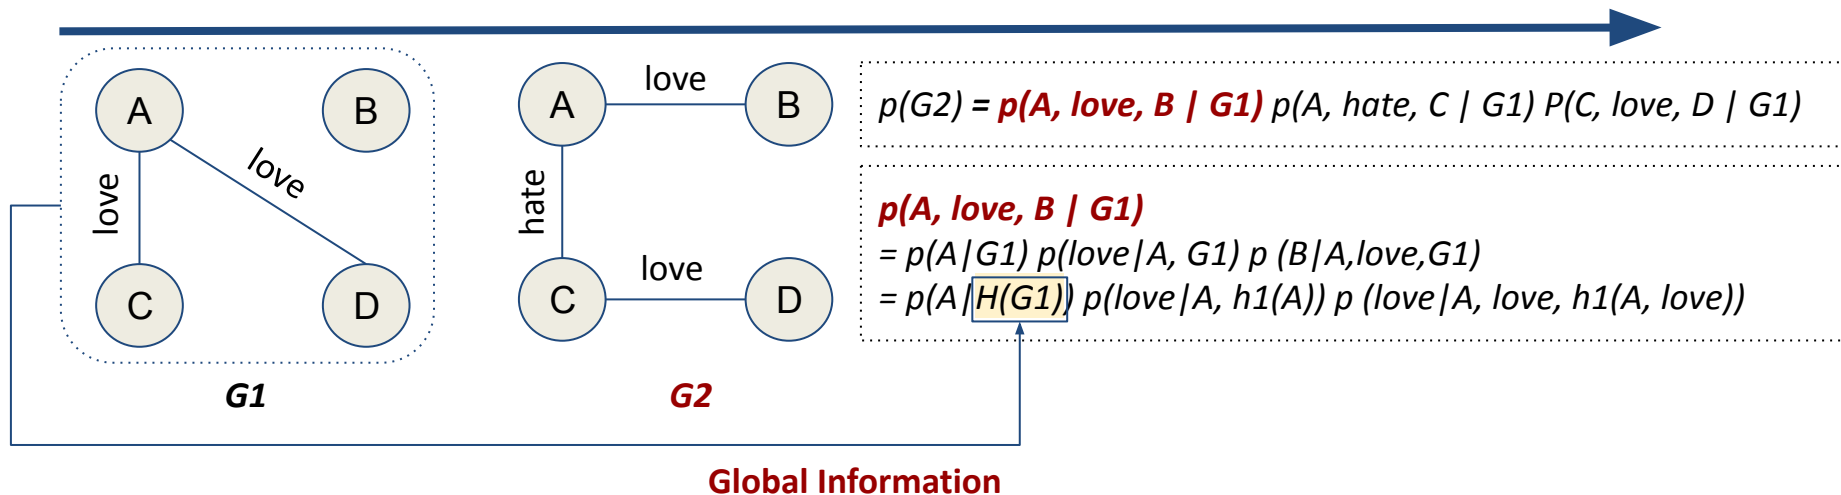 A
B
love
love
C
D
G1
A
love
B
hate
C
love
D
G2
p(G2) = p(A, love, B | G1) p(A, hate, C | G1) P(C, love, D | G1)
p(A, love, B | G1)
= p(A|G1) p(love|A, G1) p (B|A,love,G1)
= p(A|H(G1)) p(love|A, h1(A)) p (love|A, love, h1(A, love))
Global Information